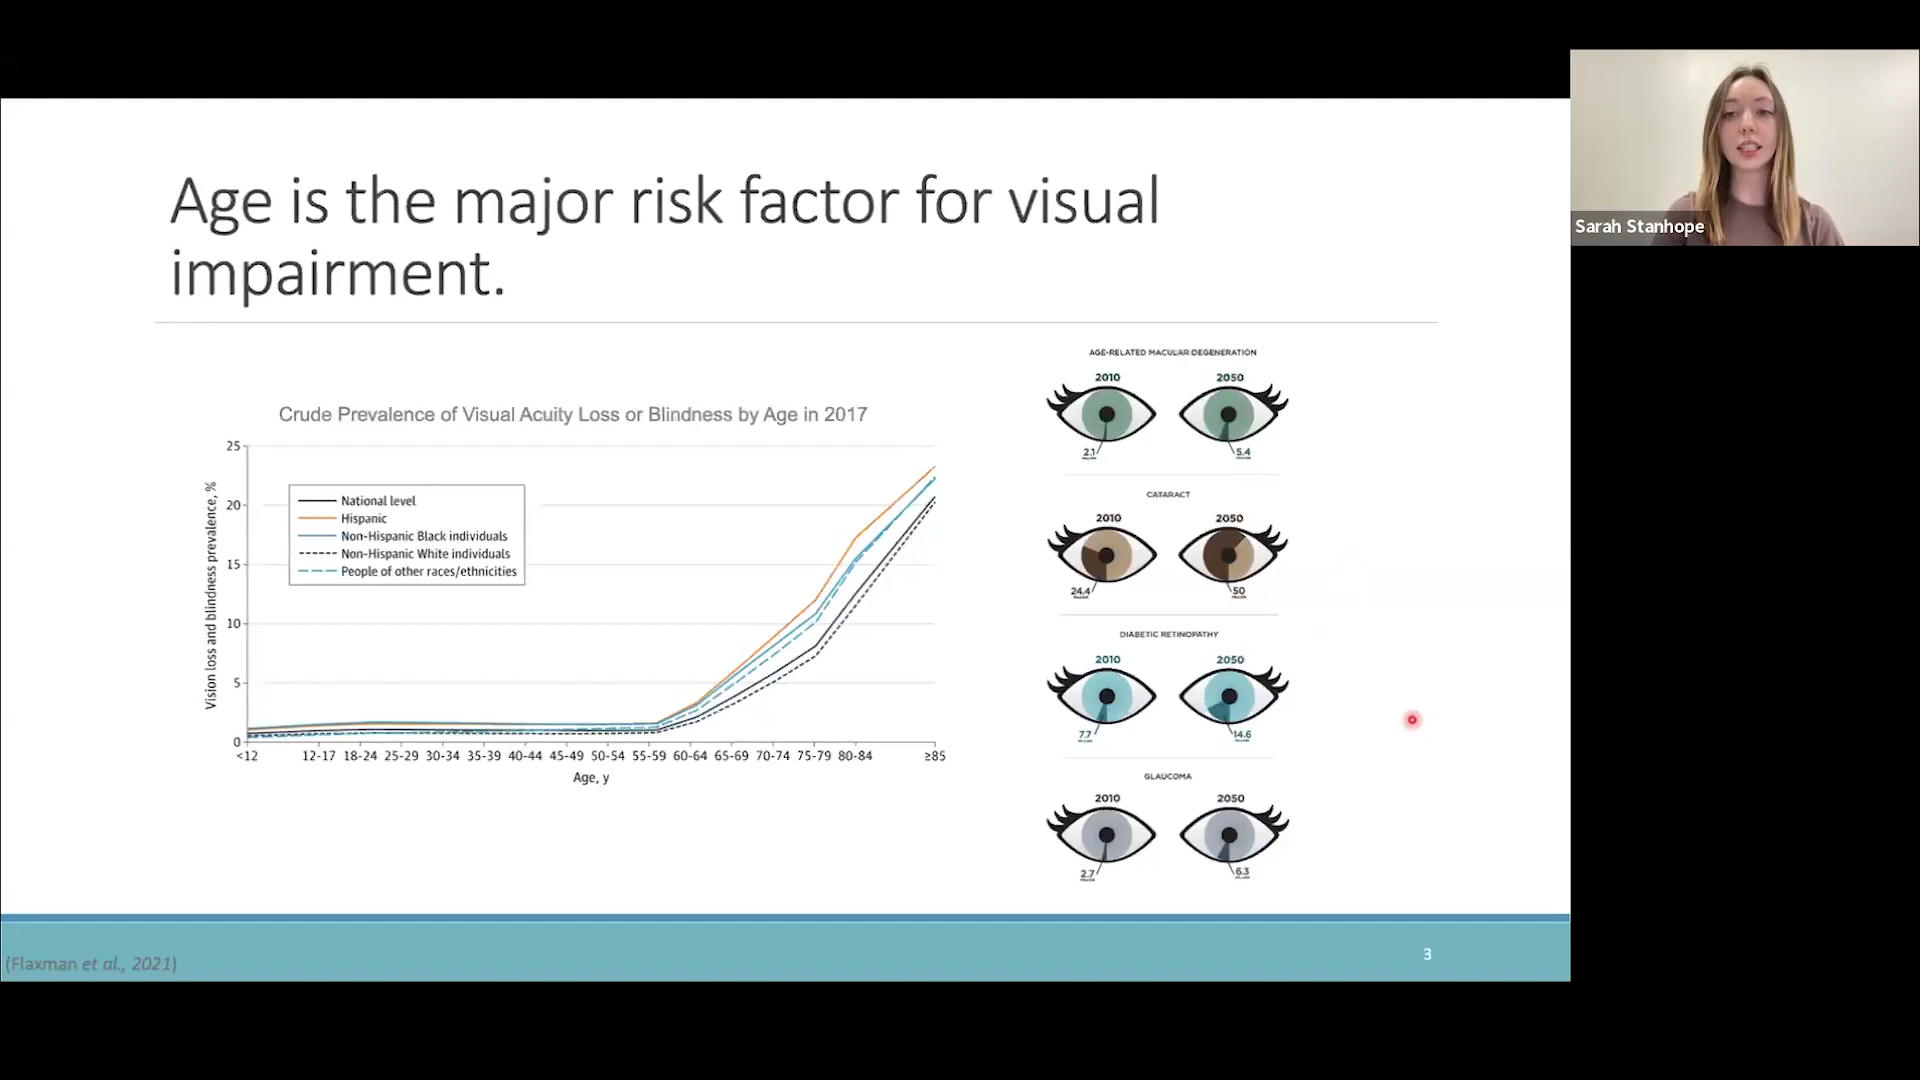 Age is the major risk factor for visual
impairment.
Sarah Stanhope
Crude Prevalence of Visual Acuity Loss or Blindness by Age in 2017
Vision loss and blindness prevalence, %
25
20
15
10
5
0
National level
Hispanic
Non-Hispanic Black individuals
Non-Hispanic White individuals
People of other races/ethnicities
<12 12-17 18-24 25-29 30-34 35-39 40-44 45-49 50-54 55-59 60-64 65-69 70-74 75-79 80-84 ≥85
Age, y
AGE-RELATED MACULAR DEGENERATION
2010 2050
2.1 5.4
CATARACT
2010 2050
24.4 50
DIABETIC RETINOPATHY
2010 2050
7.7 14.6
GLAUCOMA
2010 2050
2.7 6.3
(Flaxman et al., 2021)
3